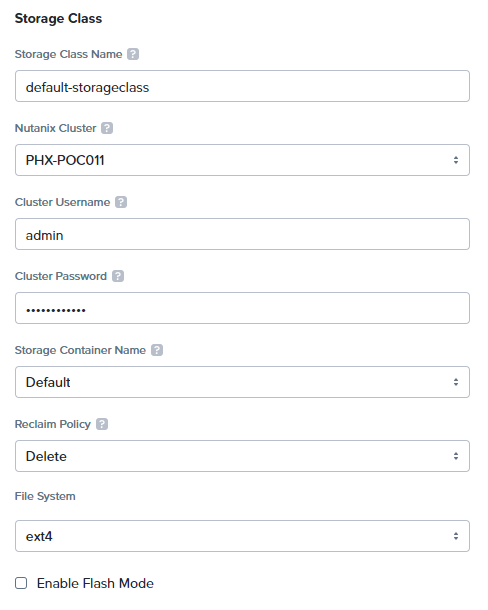 Storage Class
Storage Class Name ?
default-storageclass
Nutanix Cluster ?
PHX-POC011
Cluster Username ?
admin
Cluster Password ?
••••••••••••
Storage Container Name ?
Default
Reclaim Policy ?
Delete
File System
ext4
Enable Flash Mode